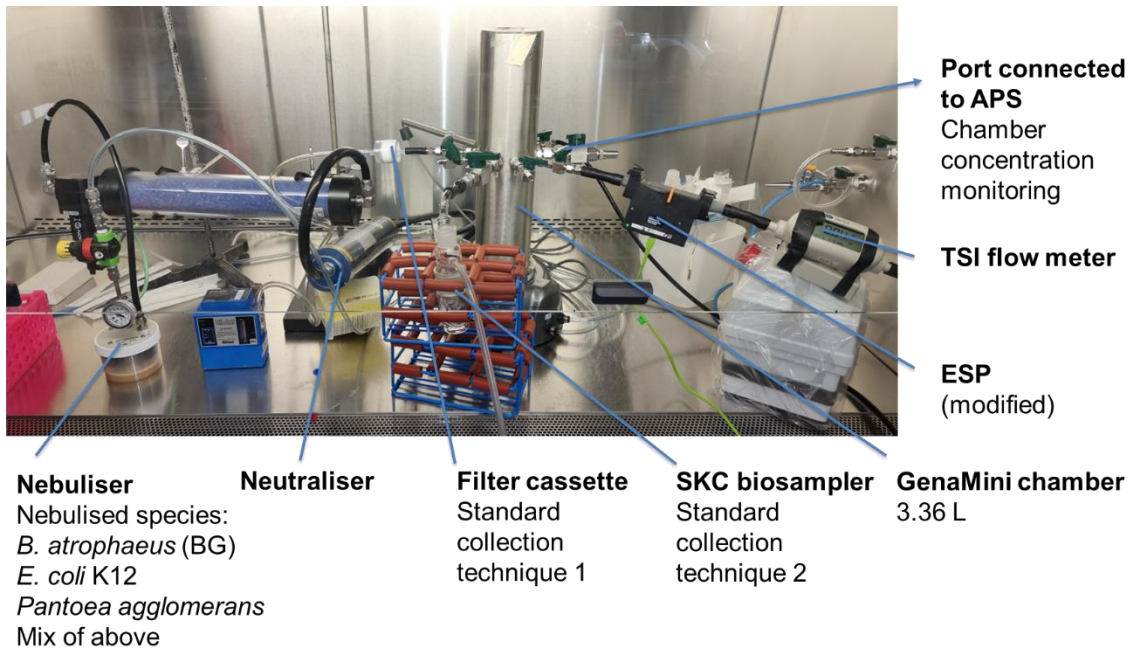 Port connected
to APS
Chamber
concentration
monitoring
TSI flow meter
ESP
(modified)
Nebuliser
Nebulised species:
B. atrophaeus (BG)
E. coli K12
Pantoea agglomerans
Mix of above
Neutraliser
Filter cassette
Standard
collection
technique 1
SKC biosampler
Standard
collection
technique 2
GenaMini chamber
3.36 L